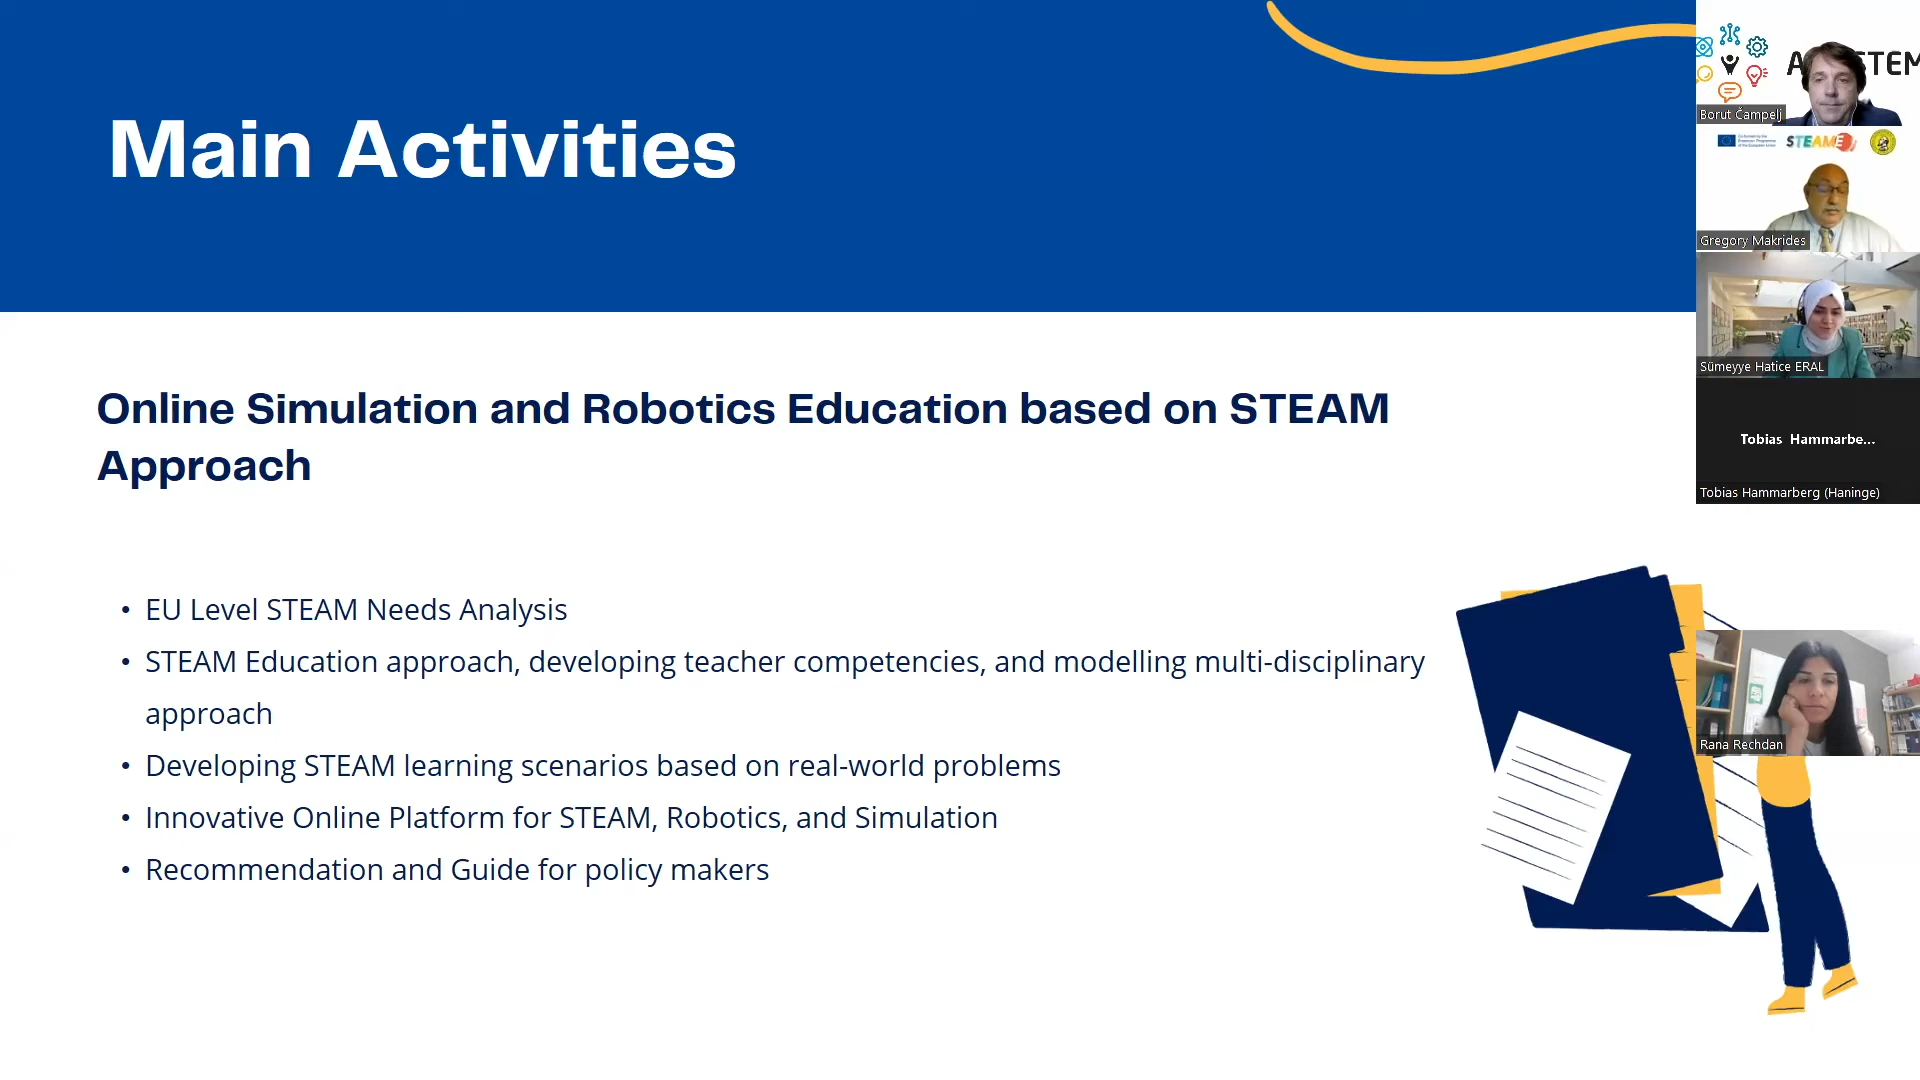 Main Activities
Online Simulation and Robotics Education based on STEAM
Approach
• EU Level STEAM Needs Analysis
• STEAM Education approach, developing teacher competencies, and modelling multi-disciplinary
approach
• Developing STEAM learning scenarios based on real-world problems
• Innovative Online Platform for STEAM, Robotics, and Simulation
• Recommendation and Guide for policy makers
Borut Čampelj
STEAME
Gregory Makrides
Sümeyye Hatice ERAL
Tobias Hammarbe...
Tobias Hammarberg (Haninge)
Rana Rechdan